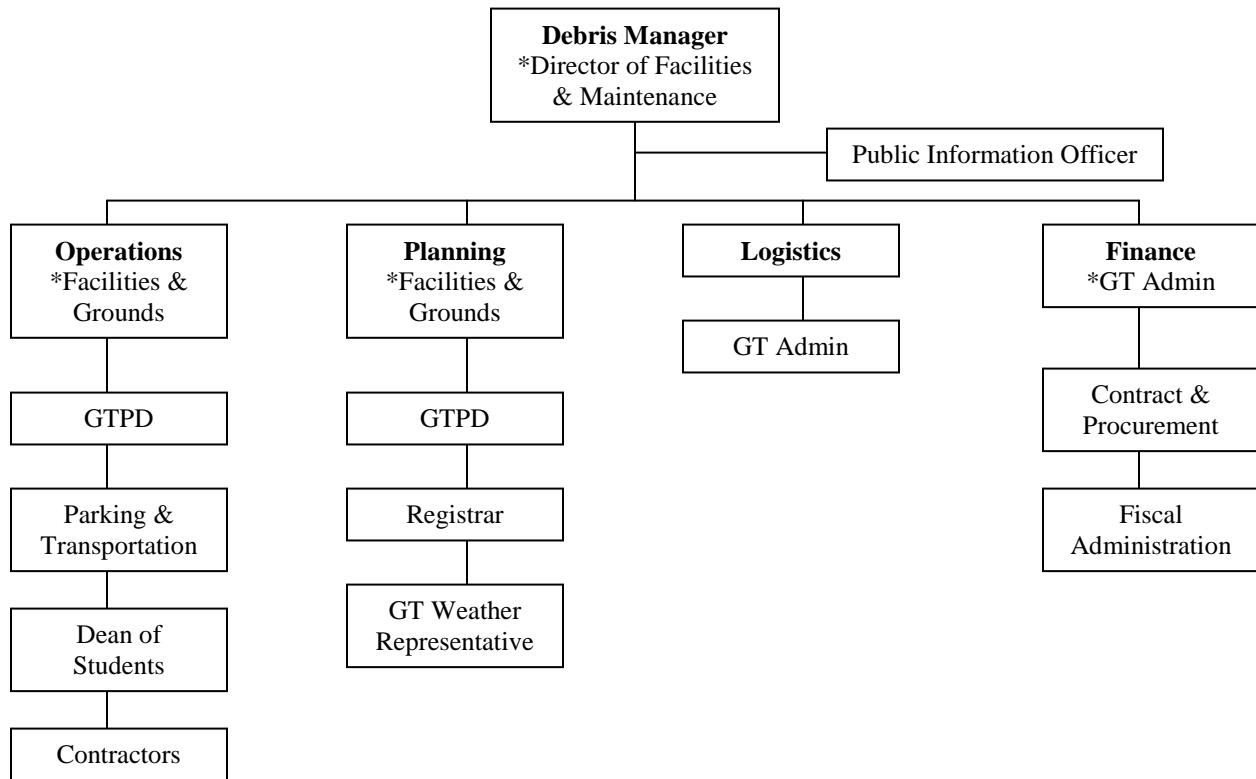 Debris Manager
*Director of Facilities
& Maintenance
Public Information Officer
Operations
*Facilities &
Grounds
GTPD
Parking &
Transportation
Dean of
Students
Contractors
Planning
*Facilities &
Grounds
GTPD
Registrar
GT Weather
Representative
Logistics
GT Admin
Finance
*GT Admin
Contract &
Procurement
Fiscal
Administration